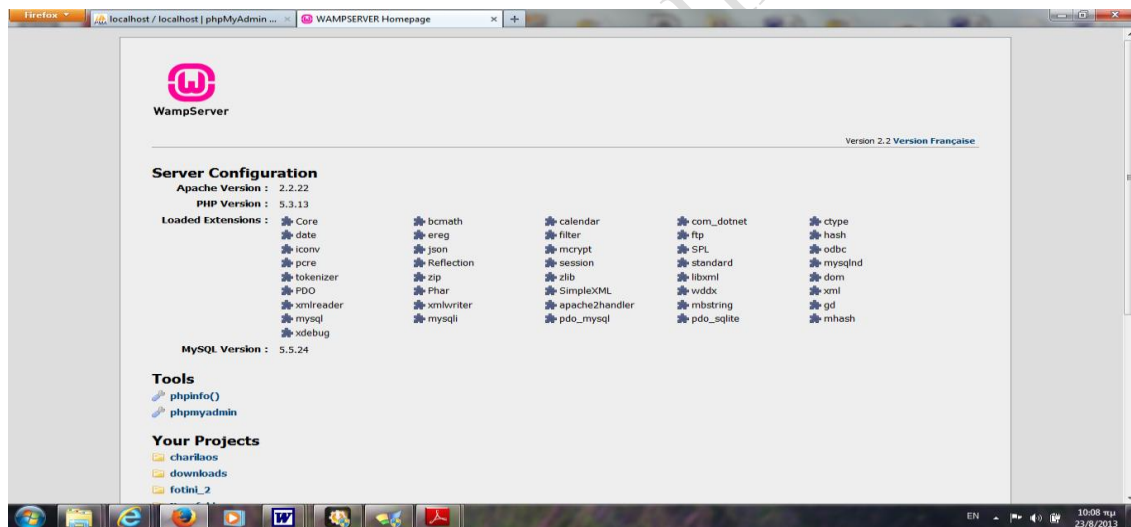 Firefox
localhost / localhost | phpMyAdmin ...
WAMPSERVER Homepage
WampServer
Version 2.2 Version Française
Server Configuration
Apache Version : 2.2.22
PHP Version : 5.3.13
Loaded Extensions : Core bcmath calendar com_dotnet ctype
date ereg filter ftp hash
iconv json mcrypt SPL odbc
pcre Reflection session standard mysqlnd
tokenizer zip zlib libxml dom
PDO Phar SimpleXML wddx xml
xmlreader xmlwriter apache2handler mbstring gd
mysql mysqli pdo_mysql pdo_sqlite mhash
xdebug
MySQL Version : 5.5.24
Tools
phpinfo()
phpmyadmin
Your Projects
charilaos
downloads
fotini_2
EN
10:08 πμ
23/8/2013